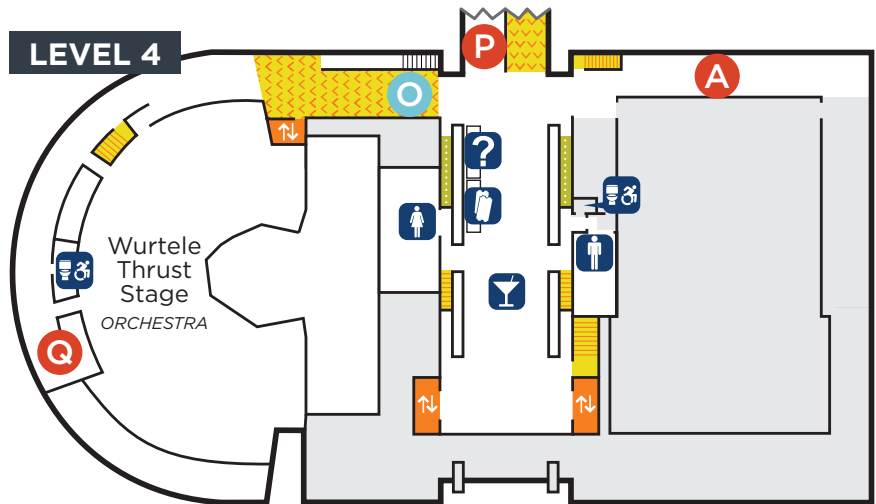 LEVEL 4
P
A
O
?
Wurtele
Thrust
Stage
ORCHESTRA
Q